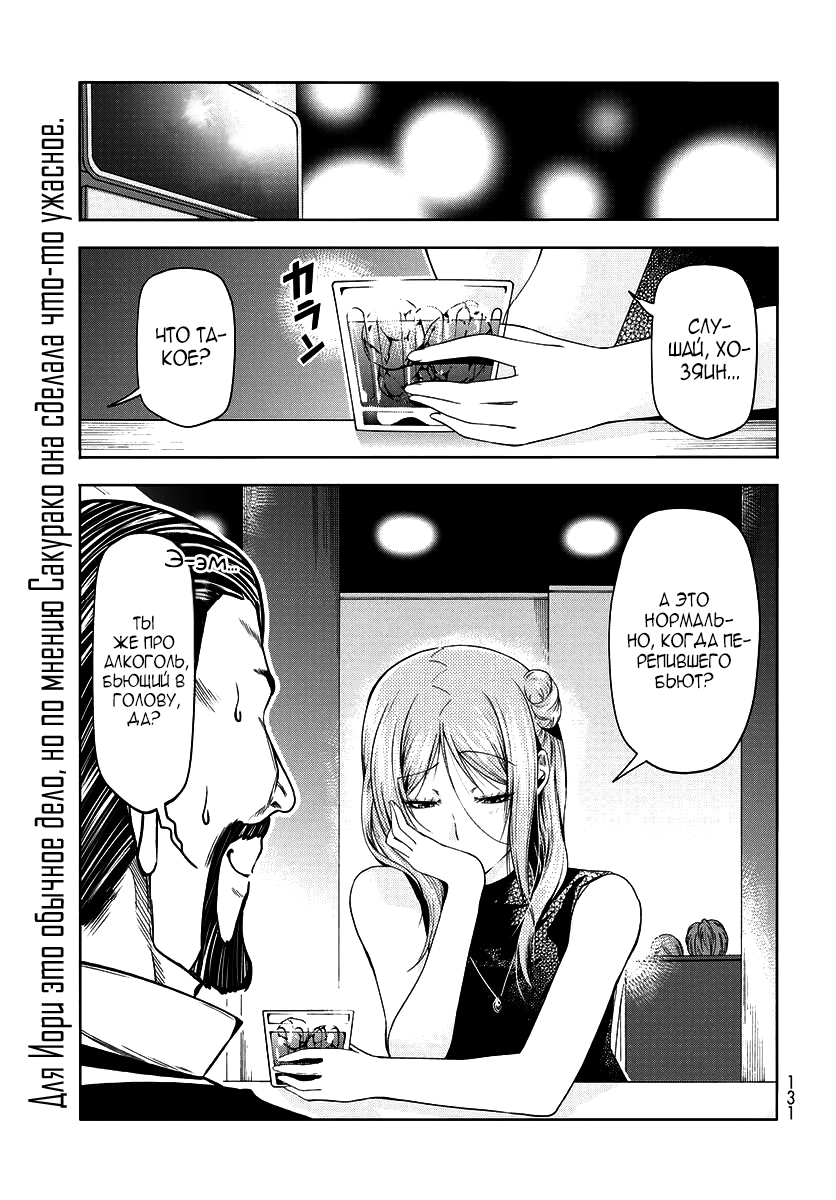 Для Иори это обычное дело, но по мнению Сакурако она сделала что-то ужасное.
СЛУ-
ШАЙ, ХО-
ЗЯИН...
カラン
ЧТО ТА-
КОЕ?
А ЭТО
НОРМАЛЬ-
НО, КОГДА ПЕ-
РЕПИВШЕГО
БЬЮТ?
Э-ЭМ...
ТЫ
ЖЕ ПРО
АЛКОГОЛЬ,
БЬЮЩИЙ В
ГОЛОВУ,
ДА?
131